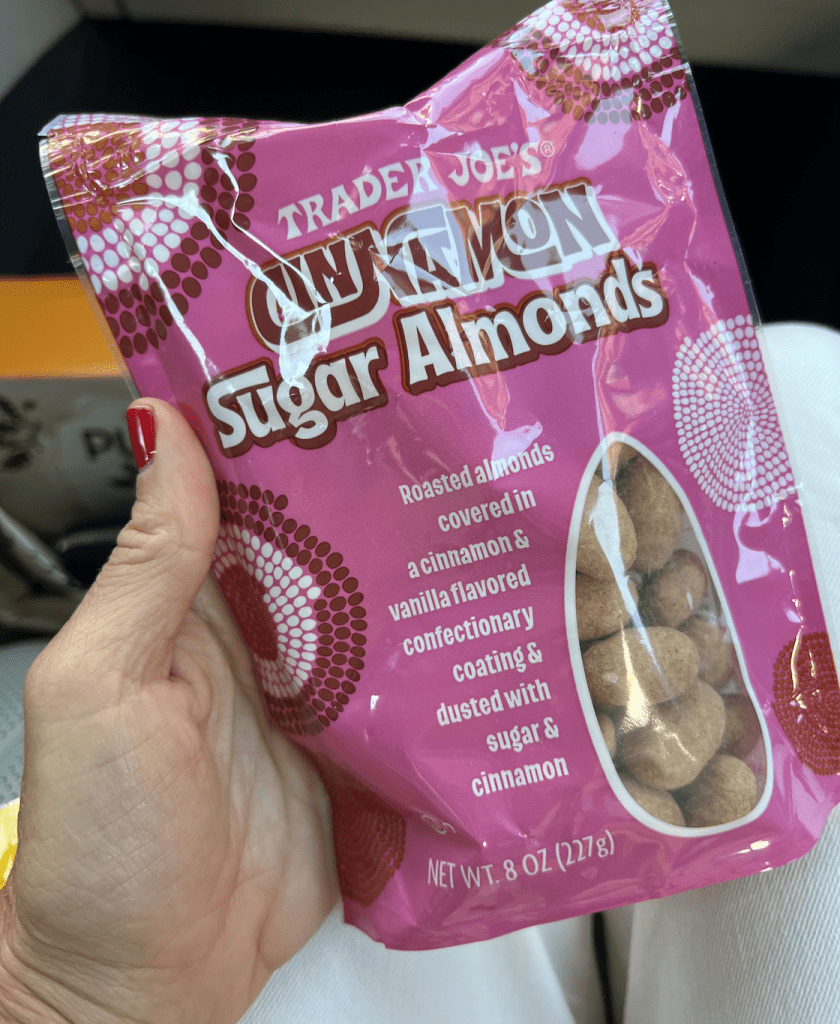 TRADER JOE'S®
CINNAMON
Sugar Almonds
Roasted almonds
covered in
a cinnamon &
vanilla flavored
confectionary
coating &
dusted with
sugar &
cinnamon
NET WT. 8 OZ (227g)